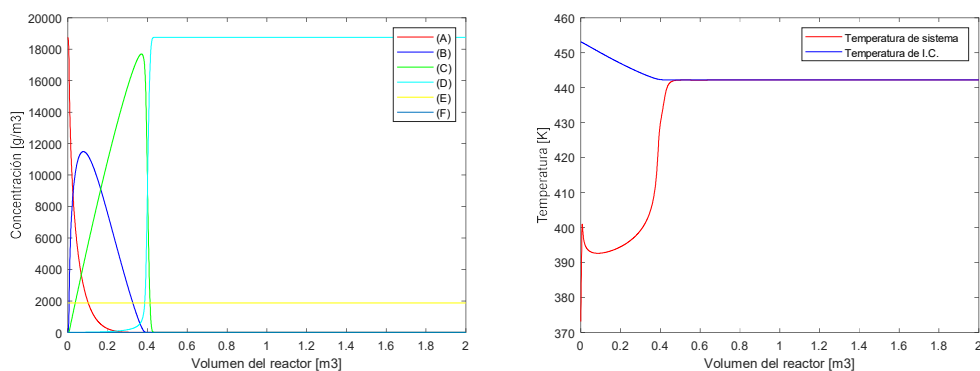 20000
18000
16000
14000
12000
10000
8000
6000
4000
2000
0
Concentración [g/m3]
0 0.2 0.4 0.6 0.8 1 1.2 1.4 1.6 1.8 2
Volumen del reactor [m3]
(A)
(B)
(C)
(D)
(E)
(F)
460
450
440
430
420
410
400
390
380
370
Temperatura [K]
0 0.2 0.4 0.6 0.8 1 1.2 1.4 1.6 1.8 2
Volumen del reactor [m3]
Temperatura de sistema
Temperatura de I.C.